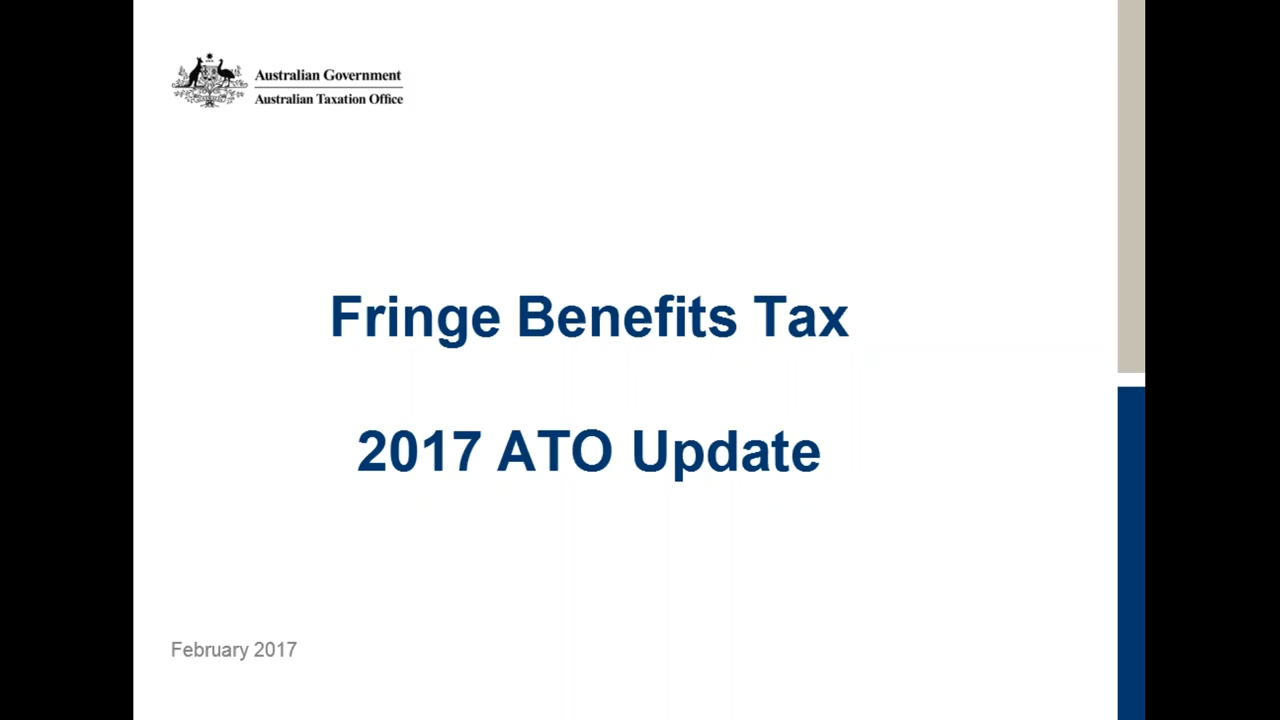 Australian Government
Australian Taxation Office
Fringe Benefits Tax
2017 ATO Update
February 2017